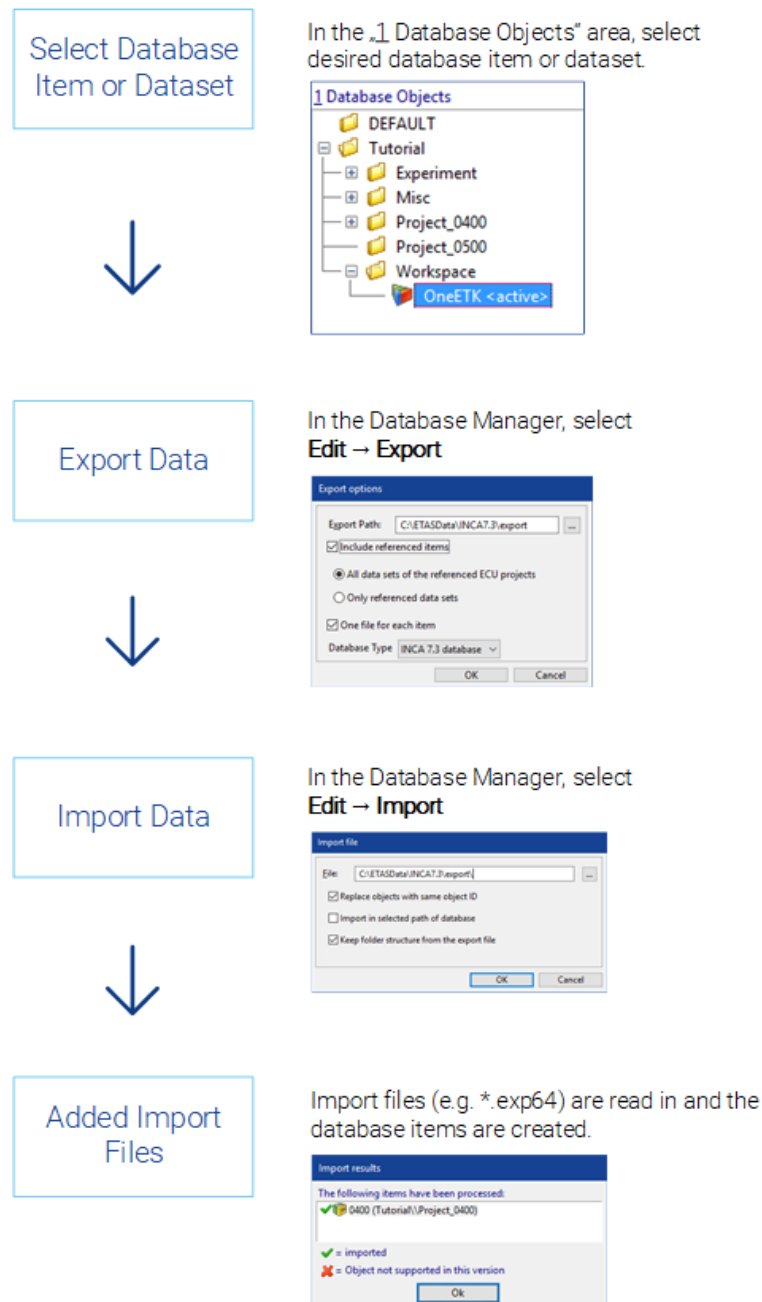 Select Database
Item or Dataset
In the „1 Database Objects“ area, select
desired database item or dataset.
1 Database Objects
DEFAULT
Tutorial
Experiment
Misc
Project_0400
Project_0500
Workspace
OneETK <active>
Export Data
In the Database Manager, select
Edit → Export
Export options
Export Path: C:\ETASData\INCA7.3\export ...
Include referenced items
All data sets of the referenced ECU projects
Only referenced data sets
One file for each item
Database Type INCA 7.3 database
OK Cancel
Import Data
In the Database Manager, select
Edit → Import
Import file
File: C:\ETASData\INCA7.3\export\ ...
Replace objects with same object ID
Import in selected path of database
Keep folder structure from the export file
OK Cancel
Added Import
Files
Import files (e.g. *.exp64) are read in and the
database items are created.
Import results
The following items have been processed:
0400 (Tutorial\\Project_0400)
✔ = imported
✘ = Object not supported in this version
Ok